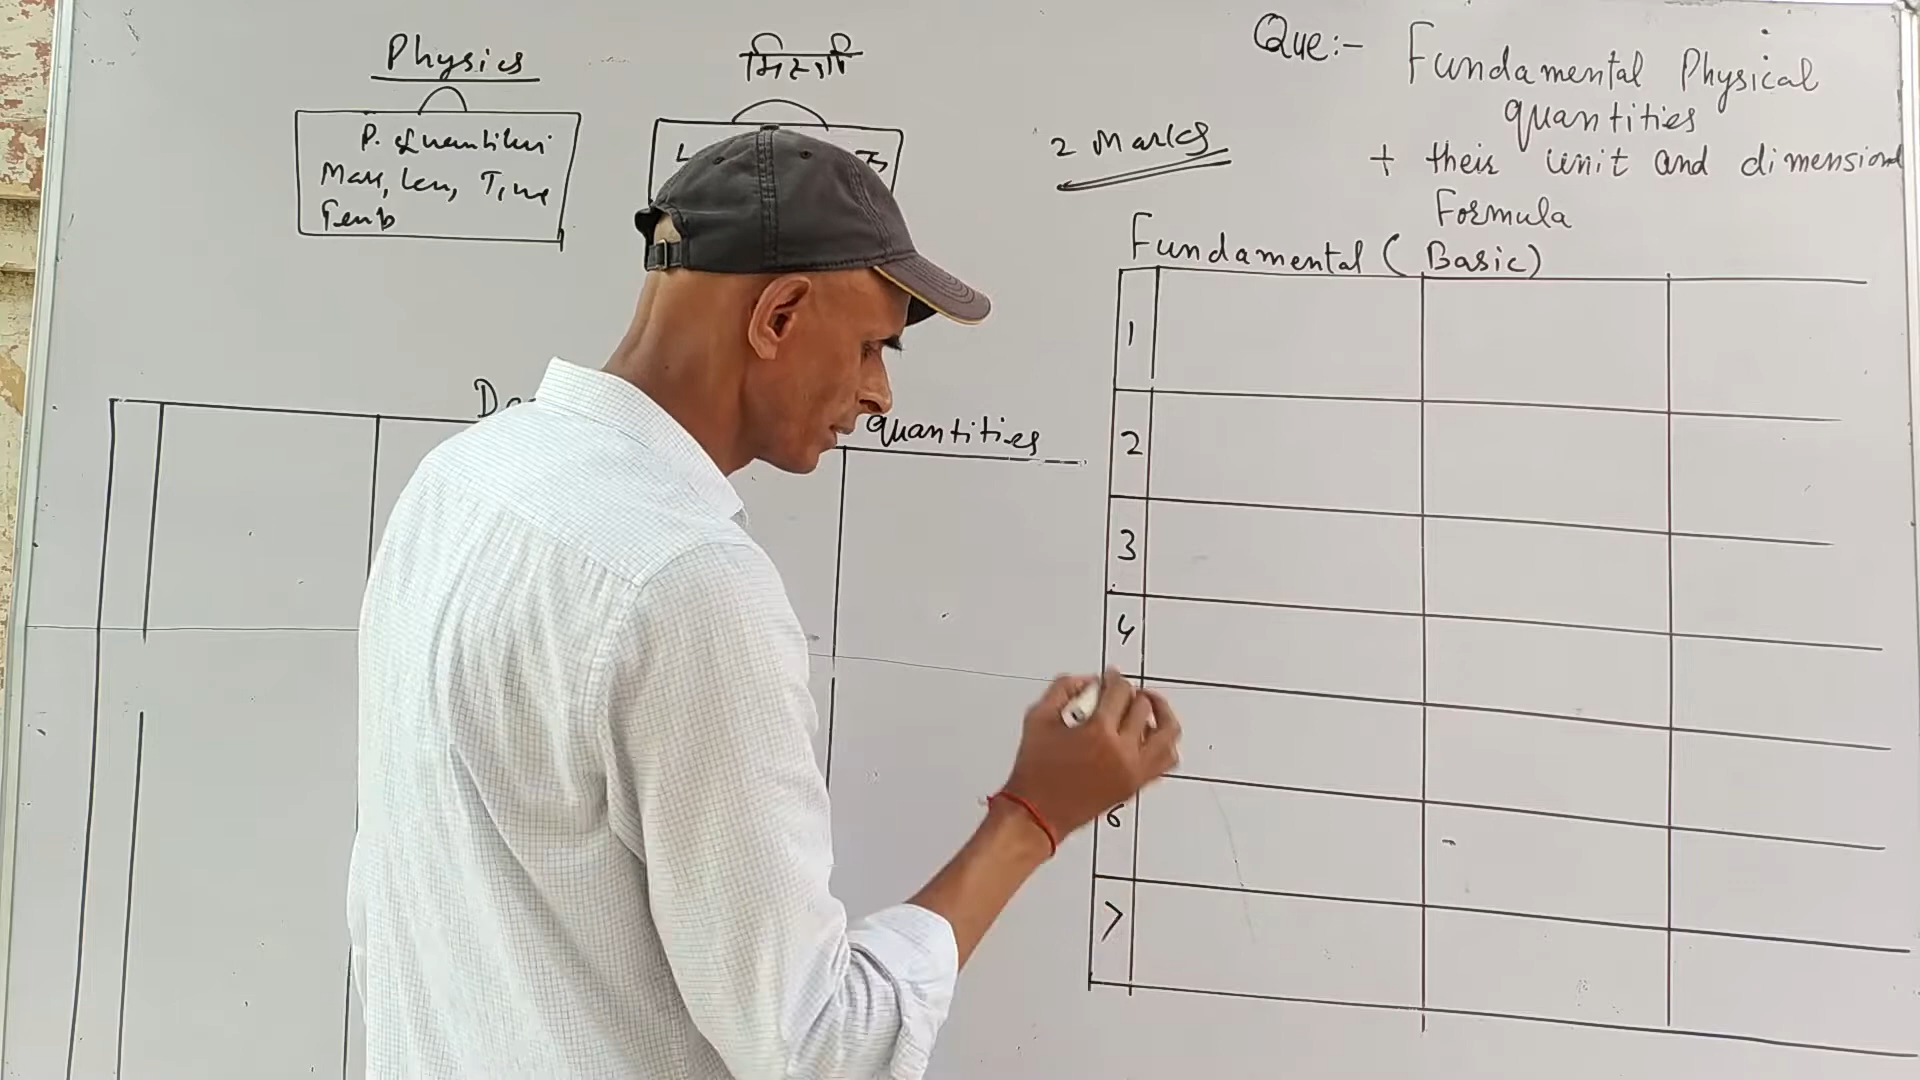 Physics
P. Quantities
Mass, Len, Time
Temp
2 Marks
Que:- Fundamental Physical
quantities
+ their unit and dimensional
Formula
Fundamental (Basic)
1
2
3
4
6
7
quantities